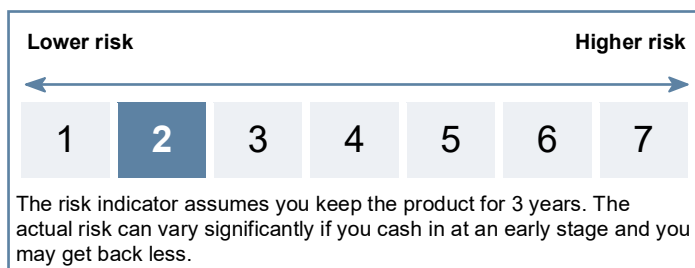 Lower risk Higher risk
1 2 3 4 5 6 7
The risk indicator assumes you keep the product for 3 years. The
actual risk can vary significantly if you cash in at an early stage and you
may get back less.